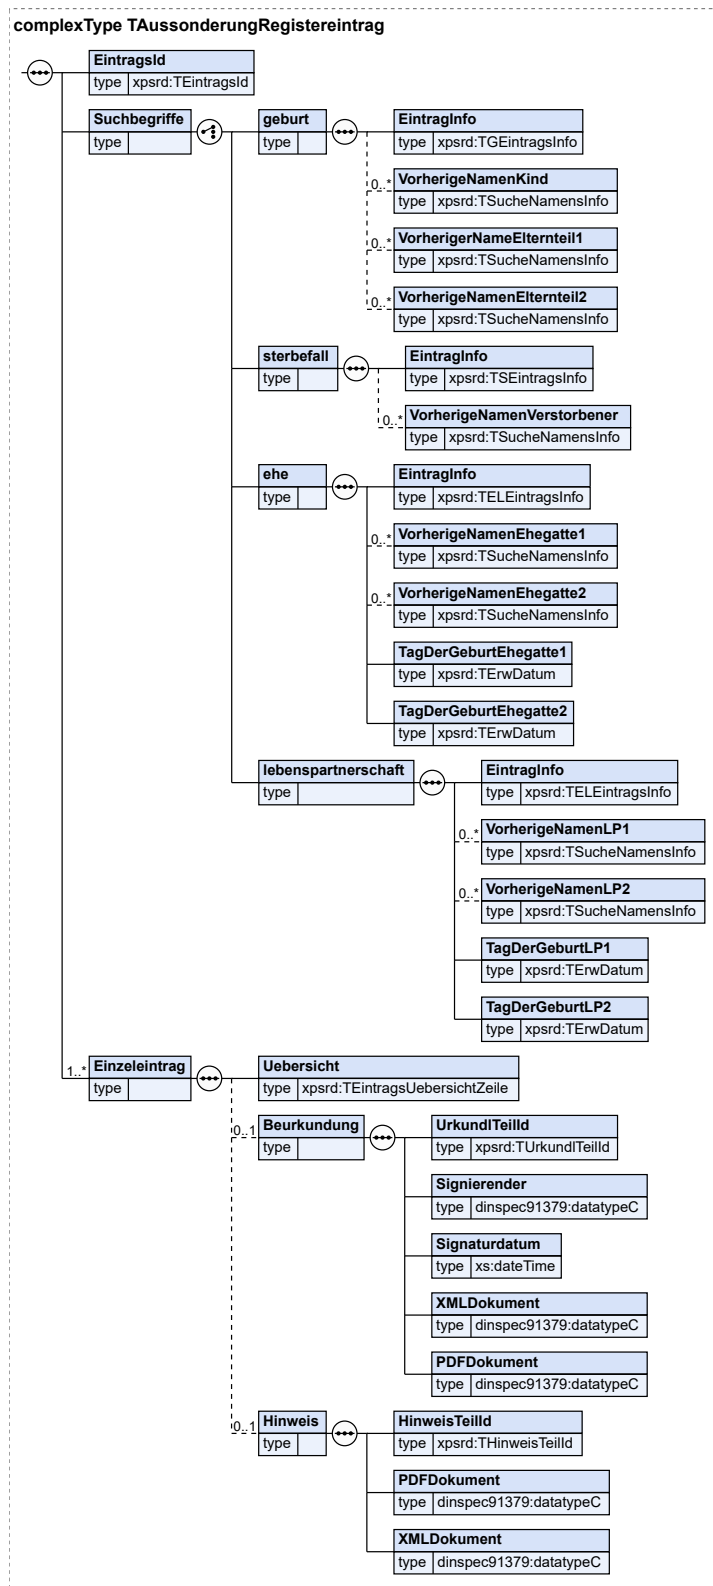 complexType TAussonderungRegistereintrag
EintragsId
type xpsrd:TEintragsId
Suchbegriffe
type
geburt
type
EintragInfo
type xpsrd:TGEintragsInfo
0..*
VorherigeNamenKind
type xpsrd:TSucheNamensInfo
0..*
VorherigerNameElternteil1
type xpsrd:TSucheNamensInfo
0..*
VorherigeNamenElternteil2
type xpsrd:TSucheNamensInfo
sterbefall
type
EintragInfo
type xpsrd:TSEintragsInfo
0..*
VorherigeNamenVerstorbener
type xpsrd:TSucheNamensInfo
ehe
type
EintragInfo
type xpsrd:TELEintragsInfo
0..*
VorherigeNamenEhegatte1
type xpsrd:TSucheNamensInfo
0..*
VorherigeNamenEhegatte2
type xpsrd:TSucheNamensInfo
TagDerGeburtEhegatte1
type xpsrd:TErwDatum
TagDerGeburtEhegatte2
type xpsrd:TErwDatum
lebenspartnerschaft
type
EintragInfo
type xpsrd:TELEintragsInfo
0..*
VorherigeNamenLP1
type xpsrd:TSucheNamensInfo
0..*
VorherigeNamenLP2
type xpsrd:TSucheNamensInfo
TagDerGeburtLP1
type xpsrd:TErwDatum
TagDerGeburtLP2
type xpsrd:TErwDatum
1..*
Einzeleintrag
type
Uebersicht
type xpsrd:TEintragsUebersichtZeile
0..1
Beurkundung
type
UrkundlTeilId
type xpsrd:TUrkundlTeilId
Signierender
type dinspec91379:datatypeC
Signaturdatum
type xs:dateTime
XMLDokument
type dinspec91379:datatypeC
PDFDokument
type dinspec91379:datatypeC
0..1
Hinweis
type
HinweisTeilId
type xpsrd:THinweisTeilId
PDFDokument
type dinspec91379:datatypeC
XMLDokument
type dinspec91379:datatypeC